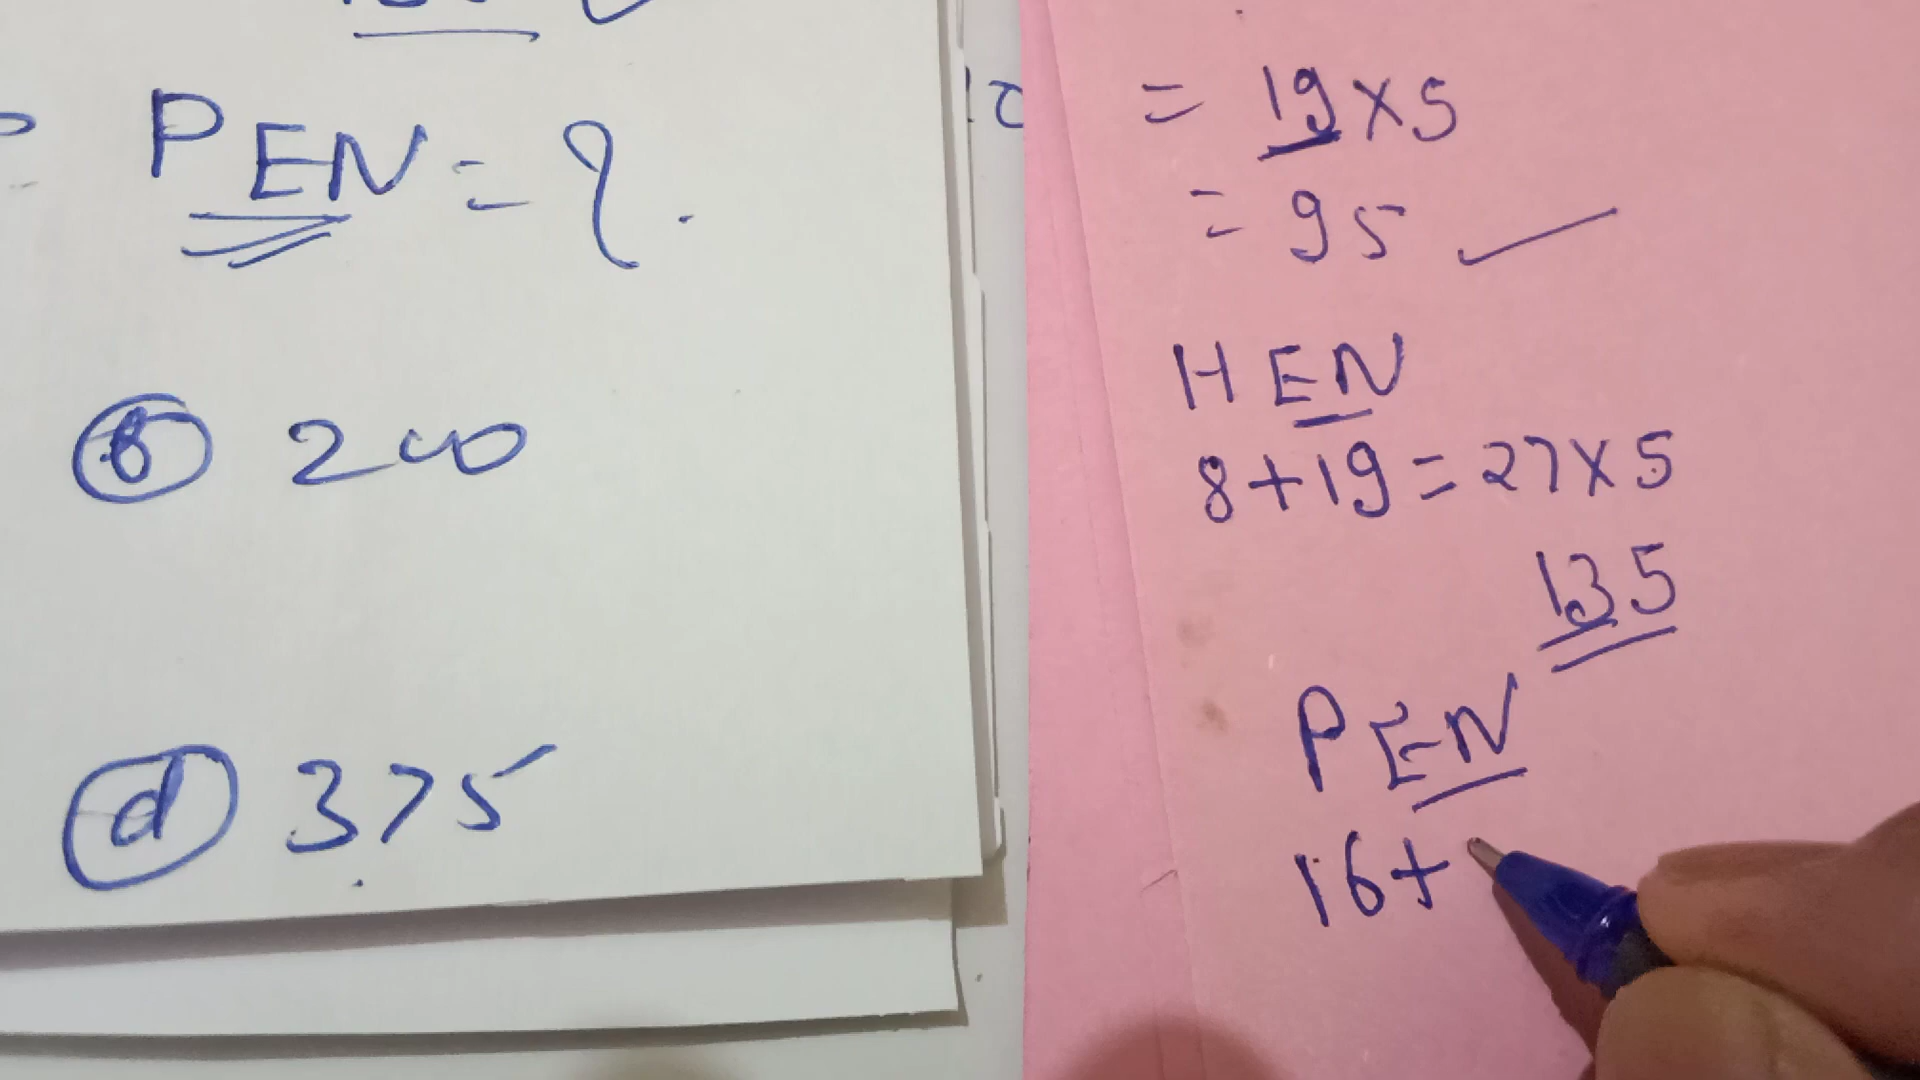 PEN = ?.
(b) 200
(d) 375
= 19 x 5
= 95
HEN
8 + 19 = 27 x 5
135
PEN
16 +